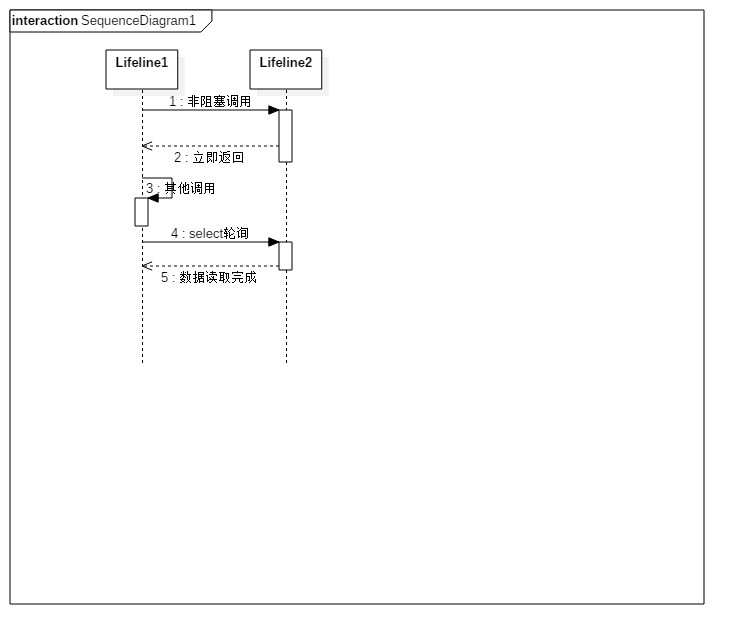 interaction SequenceDiagram1
Lifeline1
Lifeline2
1 : 非阻塞调用
2 : 立即返回
3 : 其他调用
4 : select轮询
5 : 数据读取完成